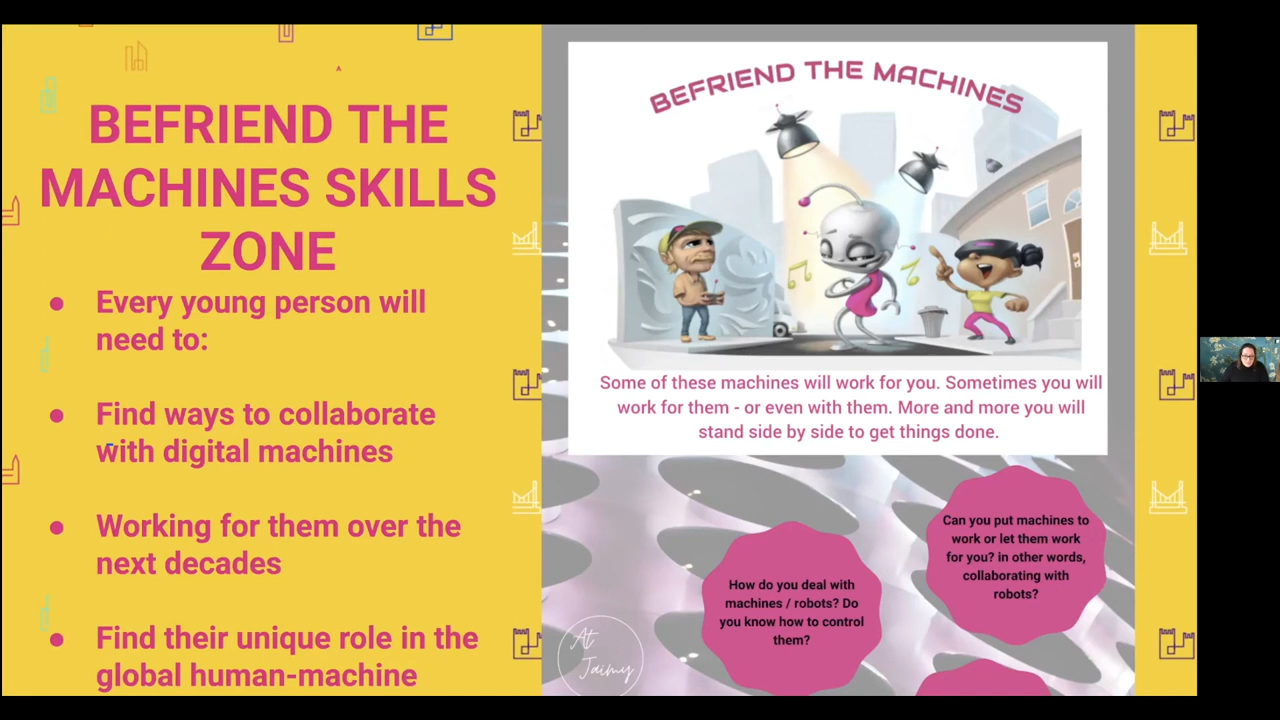 BEFRIEND THE
MACHINES SKILLS
ZONE
● Every young person will
need to:
● Find ways to collaborate
with digital machines
● Working for them over the
next decades
● Find their unique role in the
global human-machine
BEFRIEND THE MACHINES
Some of these machines will work for you. Sometimes you will
work for them - or even with them. More and more you will
stand side by side to get things done.
How do you deal with
machines / robots? Do
you know how to control
them?
Can you put machines to
work or let them work
for you? in other words,
collaborating with
robots?
At
Jaimy